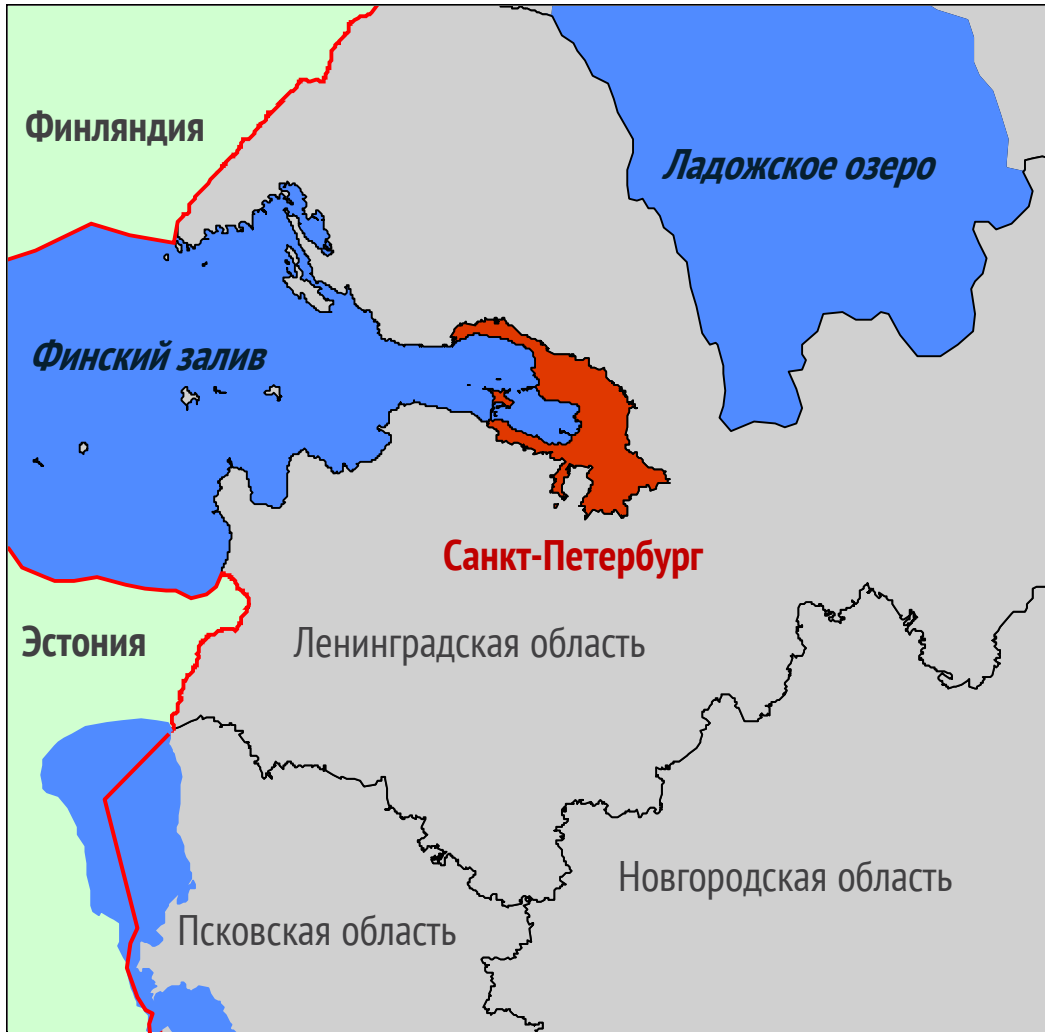 Финляндия
Ладожское озеро
Финский залив
Санкт-Петербург
Эстония
Ленинградская область
Новгородская область
Псковская область